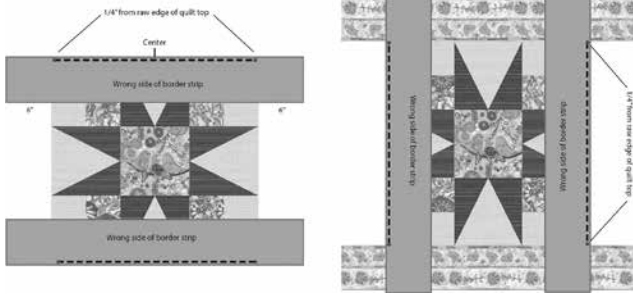 1/4" from raw edge of quilt top
Center
Wrong side of border strip
6"
6"
Wrong side of border strip
Wrong side of border strip
Wrong side of border strip
1/4" from raw edge of
quilt top